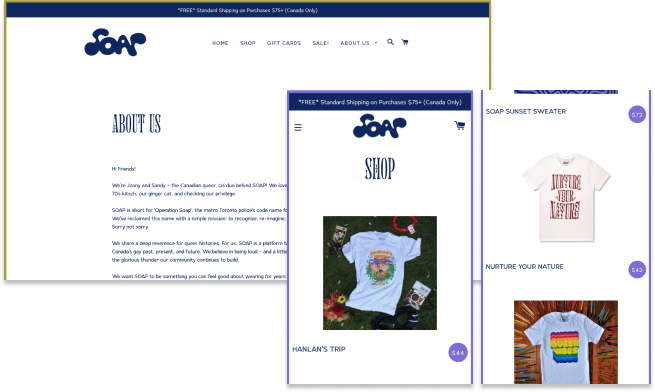 *FREE* Standard Shipping on Purchases $75+ (Canada Only)
SOAP
HOME SHOP GIFT CARDS SALE! ABOUT US
ABOUT US
Hi Friends!
We're Jonny and Sandy - the Canadian queer, cis duo behind SOAP! We love
70s kitsch, our ginger cat, and checking our privilege.
SOAP is short for 'Operation Soap', the metro Toronto police's code name fo
We've reclaimed this name with a simple mission: to recognize, re-imagine,
Sorry not sorry.
We share a deep reverence for queer histories. For us, SOAP is a platform t
Canada's gay past, present, and future. We believe in being loud - and a little
the glorious thunder our community continues to build.
We want SOAP to be something you can feel good about wearing for years
*FREE* Standard Shipping on Purchases $75+ (Canada Only)
SOAP
SHOP
HANLAN'S TRIP
$44
SOAP SUNSET SWEATER
$72
NURTURE
YOUR
NATURE!
NURTURE YOUR NATURE
$42